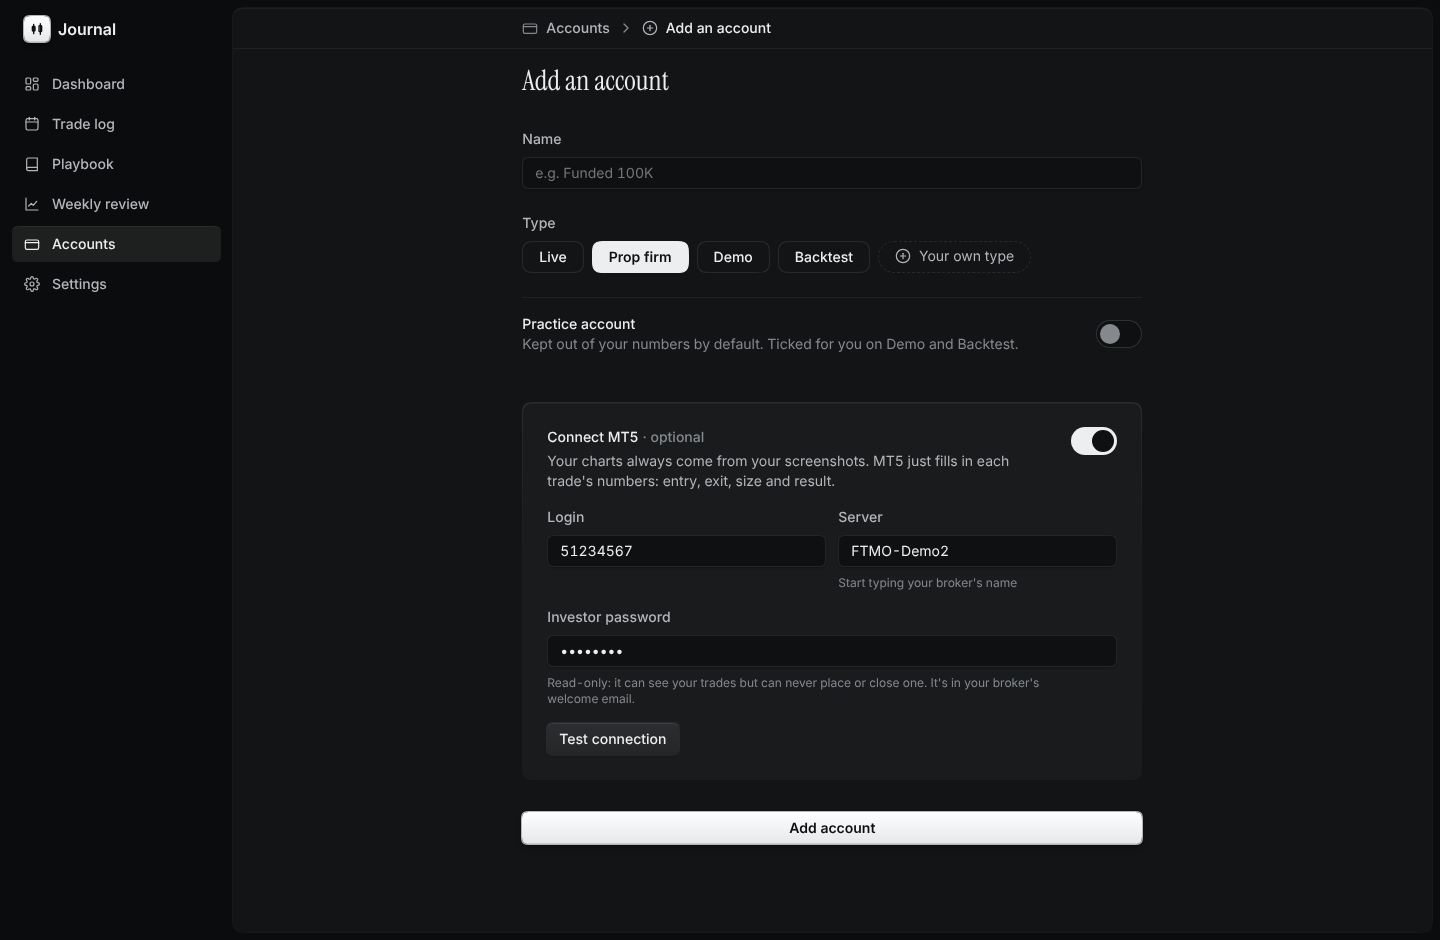 Journal
Accounts
Add an account
Dashboard
Trade log
Playbook
Weekly review
Accounts
Settings
Add an account
Name
e.g. Funded 100K
Type
Live
Prop firm
Demo
Backtest
Your own type
Practice account
Kept out of your numbers by default. Ticked for you on Demo and Backtest.
Connect MT5 · optional
Your charts always come from your screenshots. MT5 just fills in each
trade's numbers: entry, exit, size and result.
Login
Server
51234567
FTMO-Demo2
Start typing your broker's name
Investor password
••••••••
Read-only: it can see your trades but can never place or close one. It's in your broker's
welcome email.
Test connection
Add account